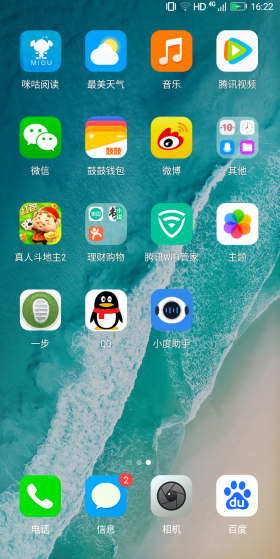 HD 4G 16:22
MIGU
咪咕阅读 最美天气 音乐 腾讯视频
鼓鼓
微信 鼓鼓钱包 微博 其他
真人斗地主2 理财购物 腾讯WiFi管家 主题
一步 QQ 小度助手
2
du
电话 信息 相机 百度